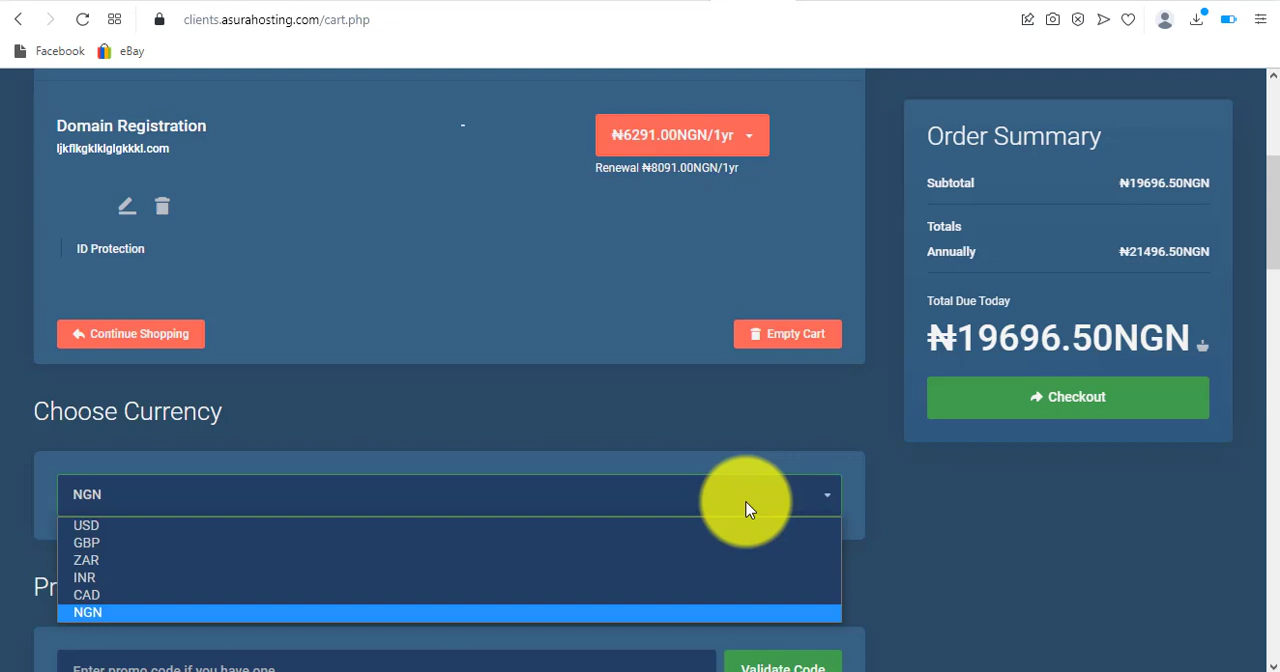 clients.asurahosting.com/cart.php
Facebook
eBay
Domain Registration
-
₦6291.00NGN/1yr
ljkflkgklklglgkkkl.com
Renewal ₦8091.00NGN/1yr
ID Protection
Continue Shopping
Empty Cart
Order Summary
Subtotal ₦19696.50NGN
Totals
Annually ₦21496.50NGN
Total Due Today
₦19696.50NGN
Checkout
Choose Currency
NGN
USD
GBP
ZAR
INR
CAD
NGN
Enter promo code if you have one
Validate Code